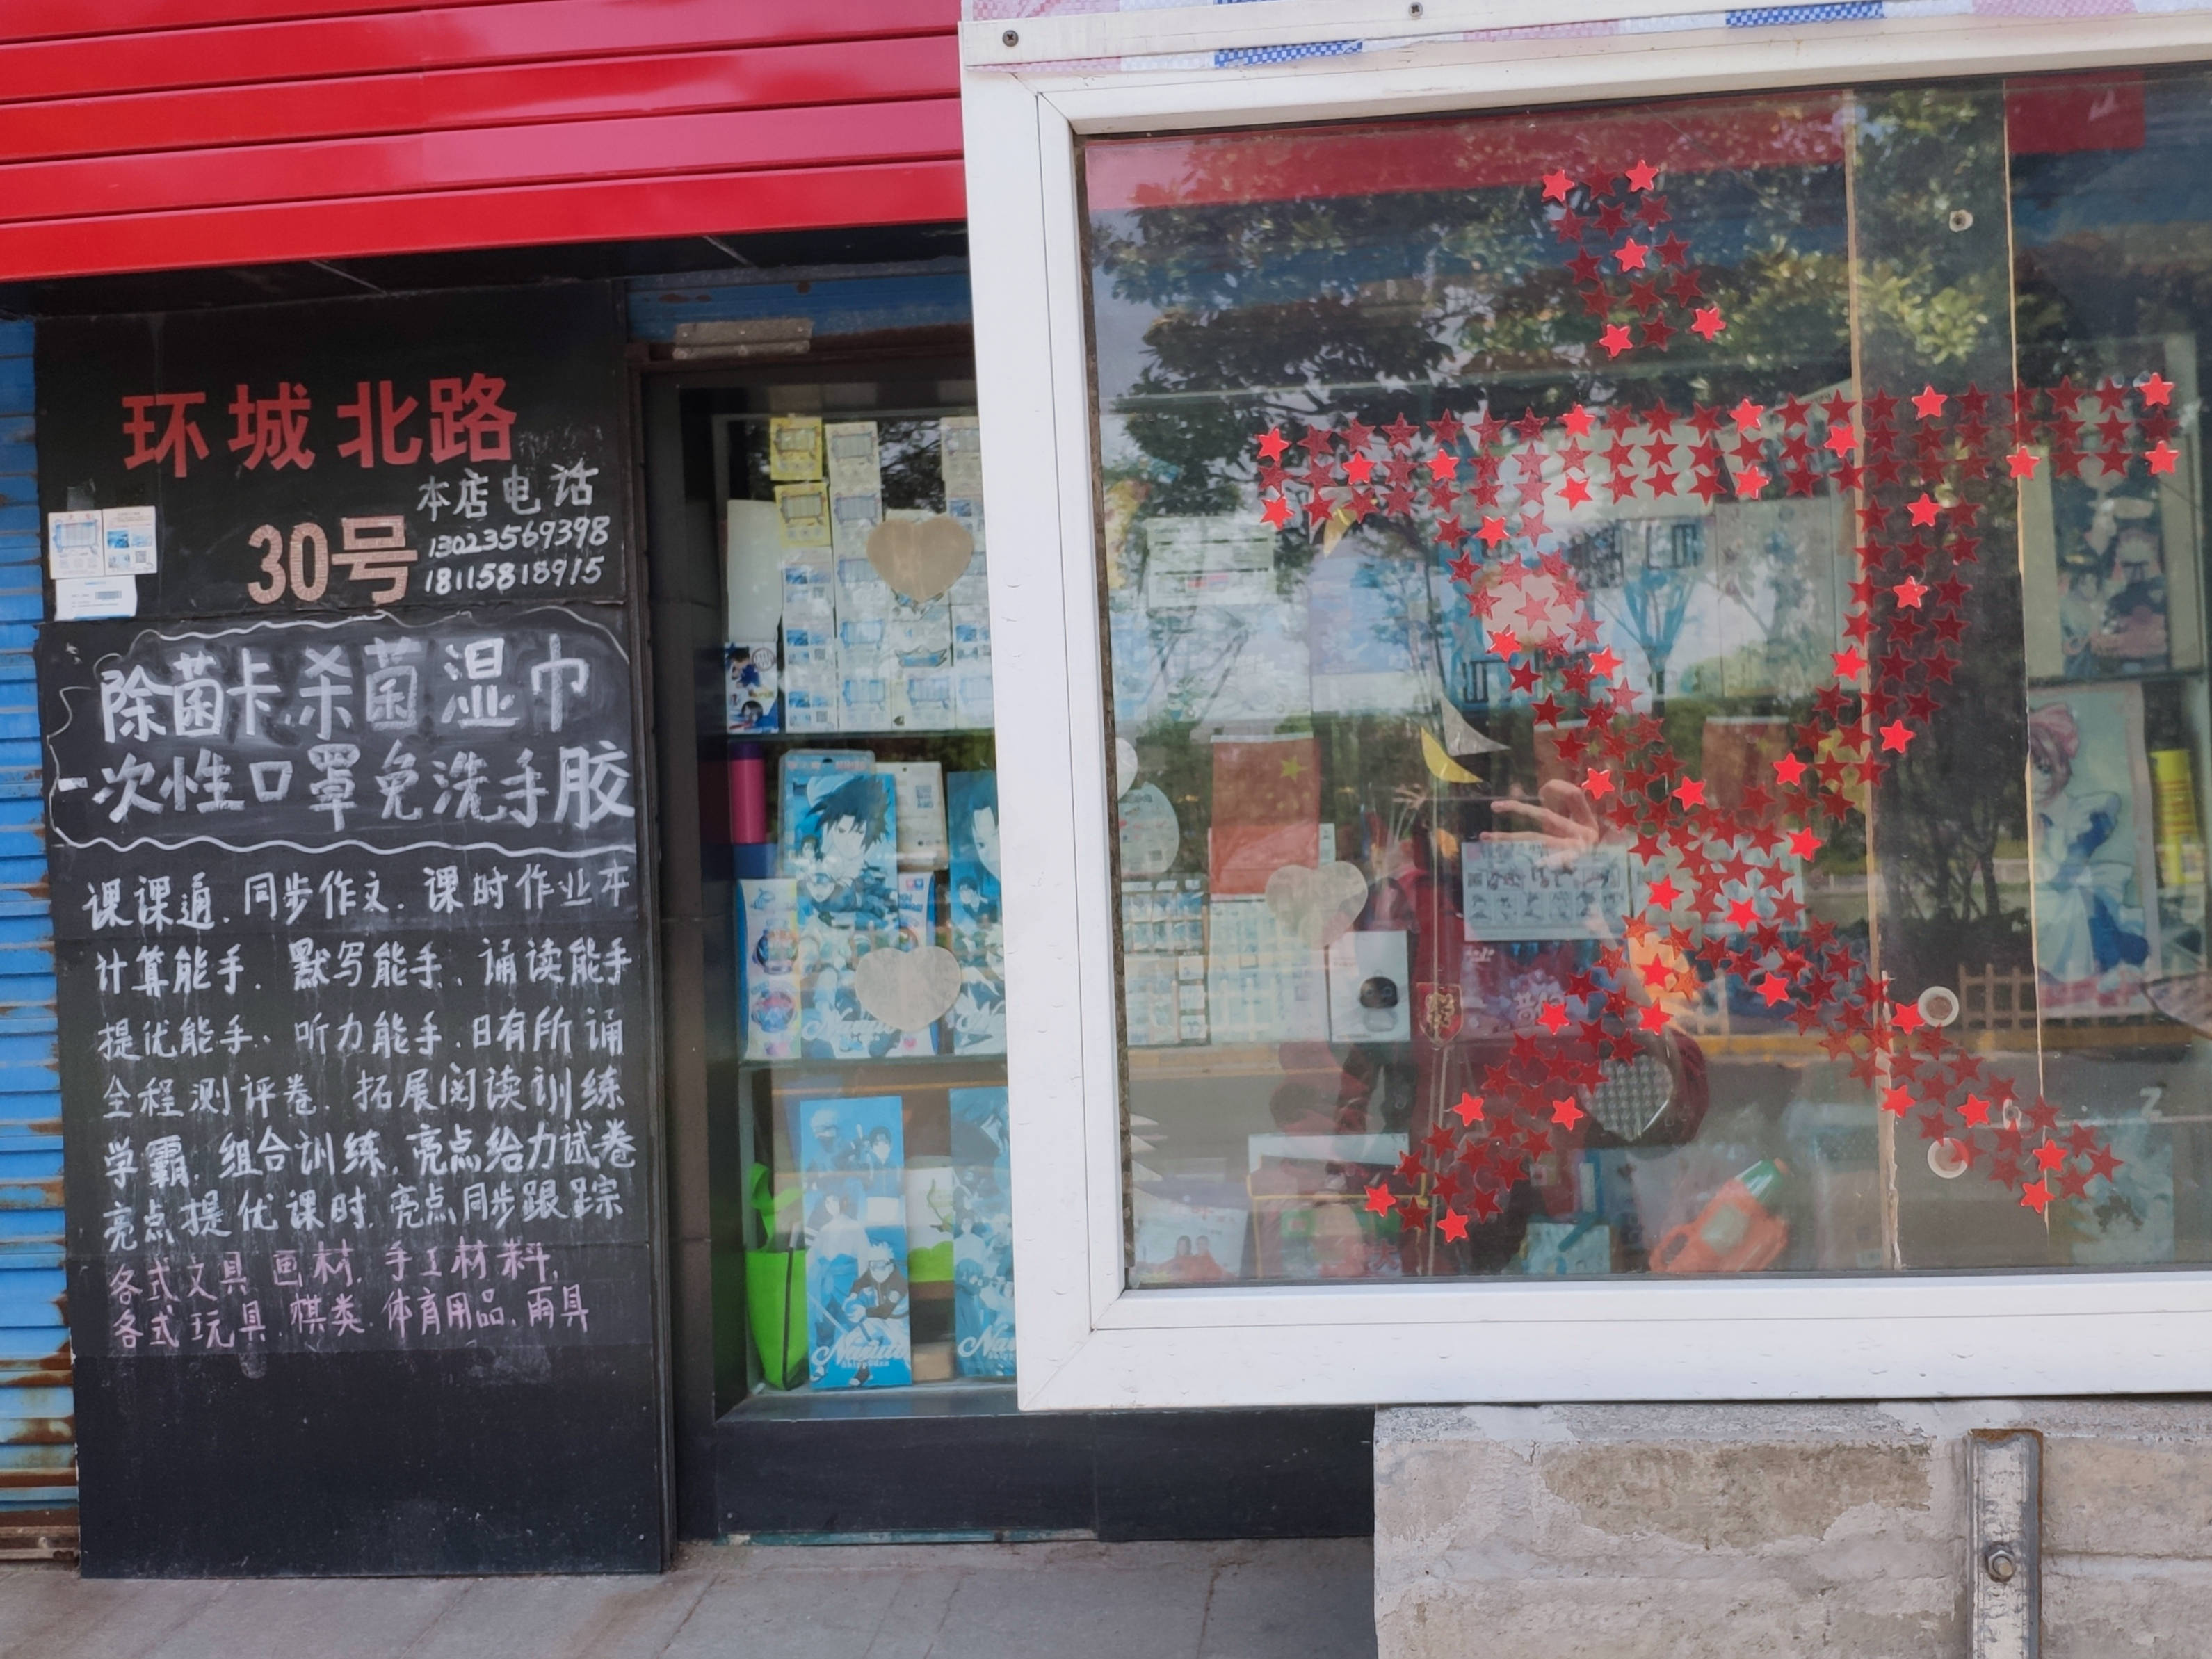 环城北路
本店电话
30号
13023569398
18115818915
除菌卡.杀菌湿巾
一次性口罩免洗手胶
课课通.同步作文.课时作业本
计算能手.默写能手、诵读能手
提优能手、听力能手.日有所诵
全程测评卷.拓展阅读训练
学霸.组合训练.亮点给力试卷
亮点提优课时.亮点同步跟踪
各式文具 画材.手工材料,
各式玩具.棋类.体育用品.雨具
Naruto
文